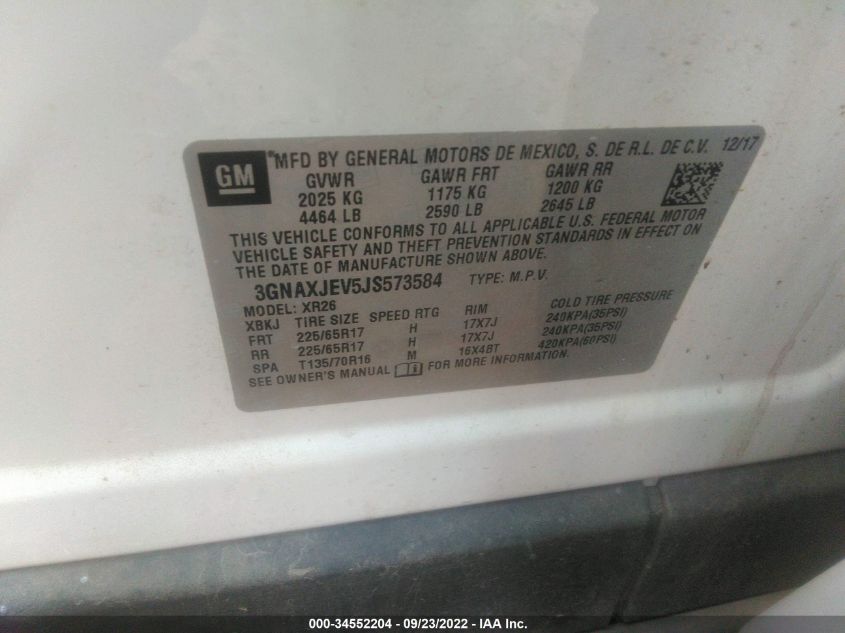 GM
*MFD BY GENERAL MOTORS DE MEXICO, S. DE R.L. DE C.V. 12/17
GVWR GAWR FRT GAWR RR
2025 KG 1175 KG 1200 KG
4464 LB 2590 LB 2645 LB
THIS VEHICLE CONFORMS TO ALL APPLICABLE U.S. FEDERAL MOTOR
VEHICLE SAFETY AND THEFT PREVENTION STANDARDS IN EFFECT ON
THE DATE OF MANUFACTURE SHOWN ABOVE.
3GNAXJEV5JS573584 TYPE: M.P.V.
MODEL: XR26
XBKJ TIRE SIZE SPEED RTG RIM COLD TIRE PRESSURE
FRT 225/65R17 H 17X7J 240KPA(35PSI)
RR 225/65R17 H 17X7J 240KPA(35PSI)
SPA T135/70R16 M 16X4BT 420KPA(60PSI)
SEE OWNER'S MANUAL FOR MORE INFORMATION.
000-34552204 - 09/23/2022 - IAA Inc.